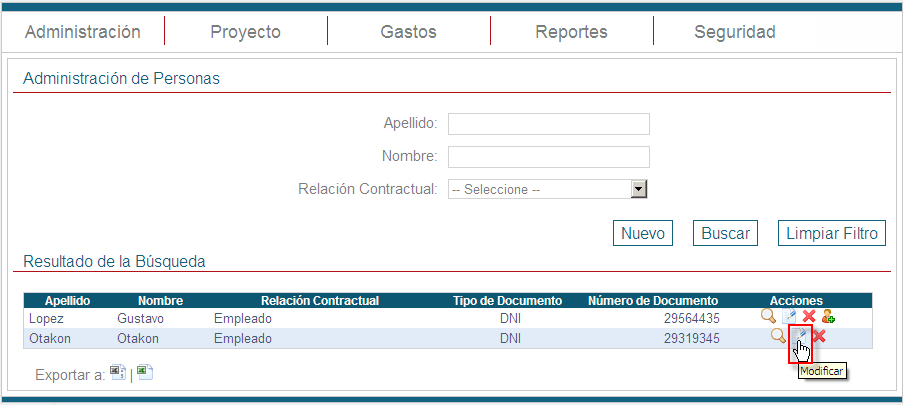 Administración Proyecto Gastos Reportes Seguridad
Administración de Personas
Apellido:
Nombre:
Relación Contractual: -- Seleccione --
Nuevo Buscar Limpiar Filtro
Resultado de la Búsqueda
Apellido Nombre Relación Contractual Tipo de Documento Número de Documento Acciones
Lopez Gustavo Empleado DNI 29564435
Otakon Otakon Empleado DNI 29319345
Modificar
Exportar a: |